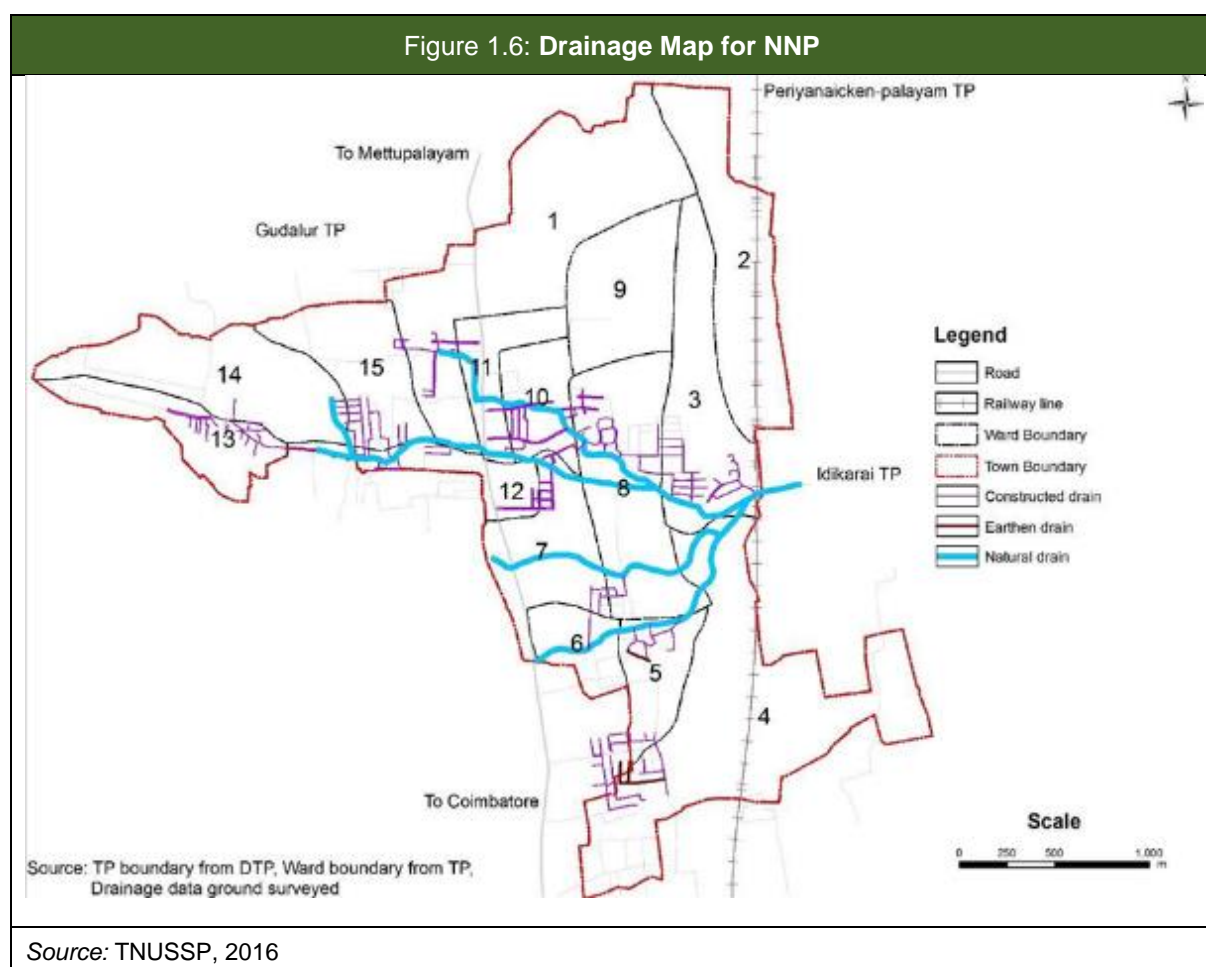 Figure 1.6: Drainage Map for NNP
Periyanaicken-palayam TP
N
To Mettupalayam
1
Gudalur TP
2
9
Legend
Road
Railway line
Ward Boundary
Town Boundary
Constructed drain
Earthen drain
Natural drain
11
15
14
10
3
13
Idikarai TP
12
8
7
6
5
4
To Coimbatore
Scale
0 250 500 1,000
m
Source: TP boundary from DTP, Ward boundary from TP,
Drainage data ground surveyed
Source: TNUSSP, 2016